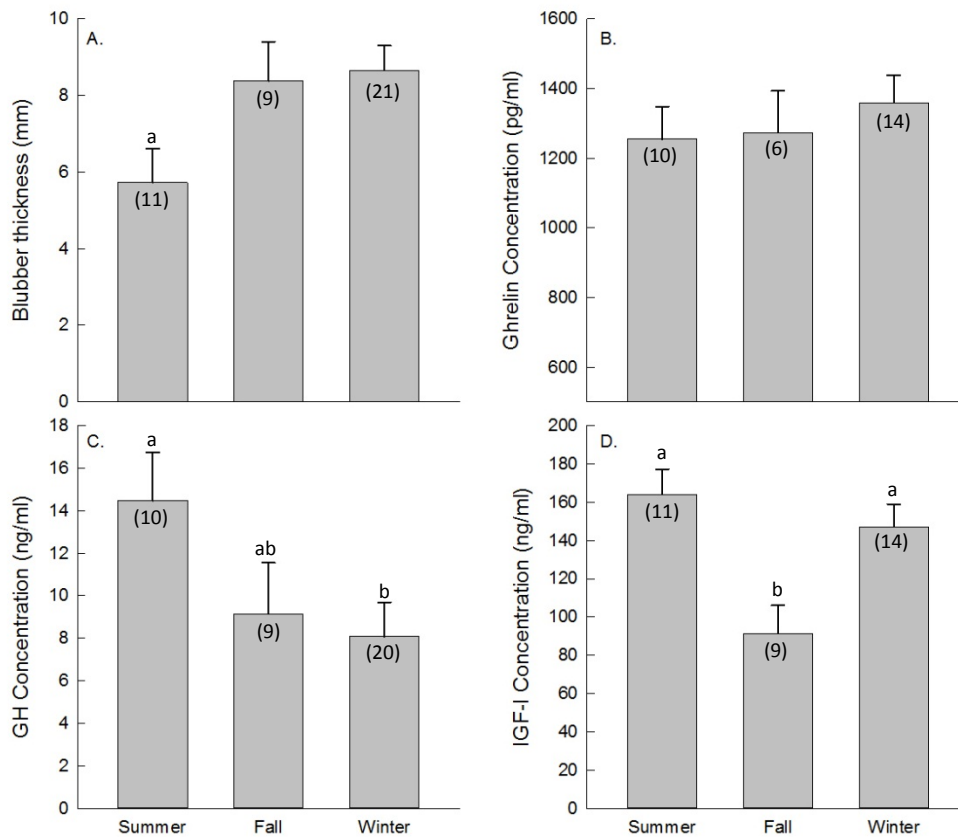 A.
Blubber thickness (mm)
10
8
6
4
2
0
a
(11)
(9)
(21)
B.
Ghrelin Concentration (pg/ml)
1600
1400
1200
1000
800
600
(10)
(6)
(14)
C.
GH Concentration (ng/ml)
18
16
14
12
10
8
6
4
2
0
a
(10)
ab
(9)
b
(20)
Summer Fall Winter
D.
IGF-I Concentration (ng/ml)
200
180
160
140
120
100
80
60
40
20
0
a
(11)
b
(9)
a
(14)
Summer Fall Winter